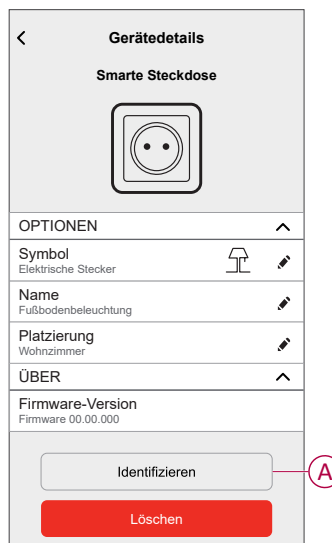 Gerätedetails
Smarte Steckdose
OPTIONEN
Symbol
Elektrische Stecker
Name
Fußbodenbeleuchtung
Platzierung
Wohnzimmer
ÜBER
Firmware-Version
Firmware 00.00.000
Identifizieren
A
Löschen